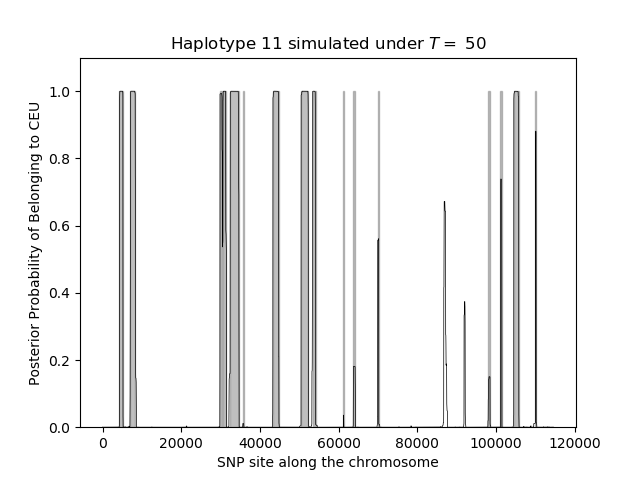 Haplotype 11 simulated under T = 50
Posterior Probability of Belonging to CEU
1.0
0.8
0.6
0.4
0.2
0.0
0 20000 40000 60000 80000 100000 120000
SNP site along the chromosome